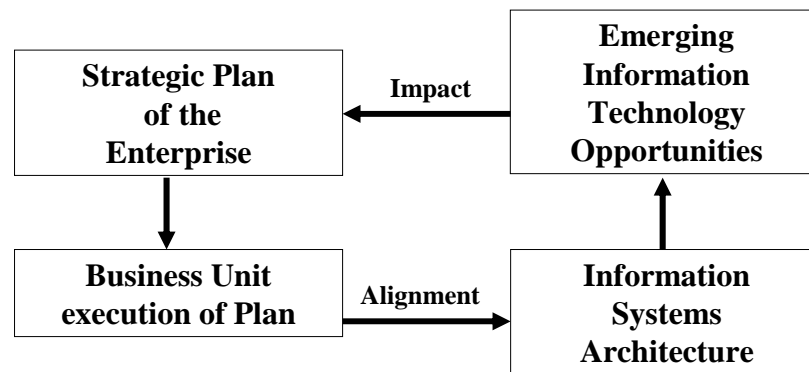 Strategic Plan
of the
Enterprise
Impact
Emerging
Information
Technology
Opportunities
Business Unit
execution of Plan
Alignment
Information
Systems
Architecture